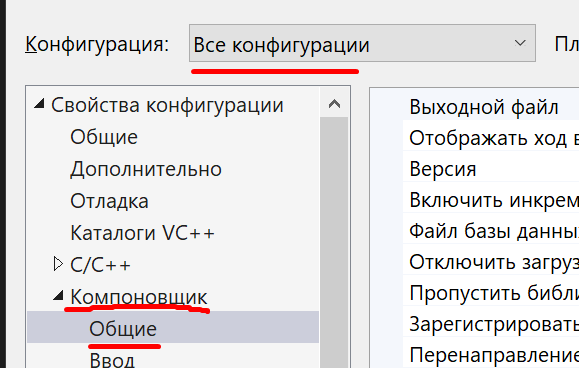 Конфигурация: Все конфигурации Пл
Свойства конфигурации
Общие
Дополнительно
Отладка
Каталоги VC++
C/C++
Компоновщик
Общие
Ввод
Выходной файл
Отображать ход в
Версия
Включить инкрем
Файл базы данны
Отключить загруз
Пропустить библи
Зарегистрировать
Перенаправление